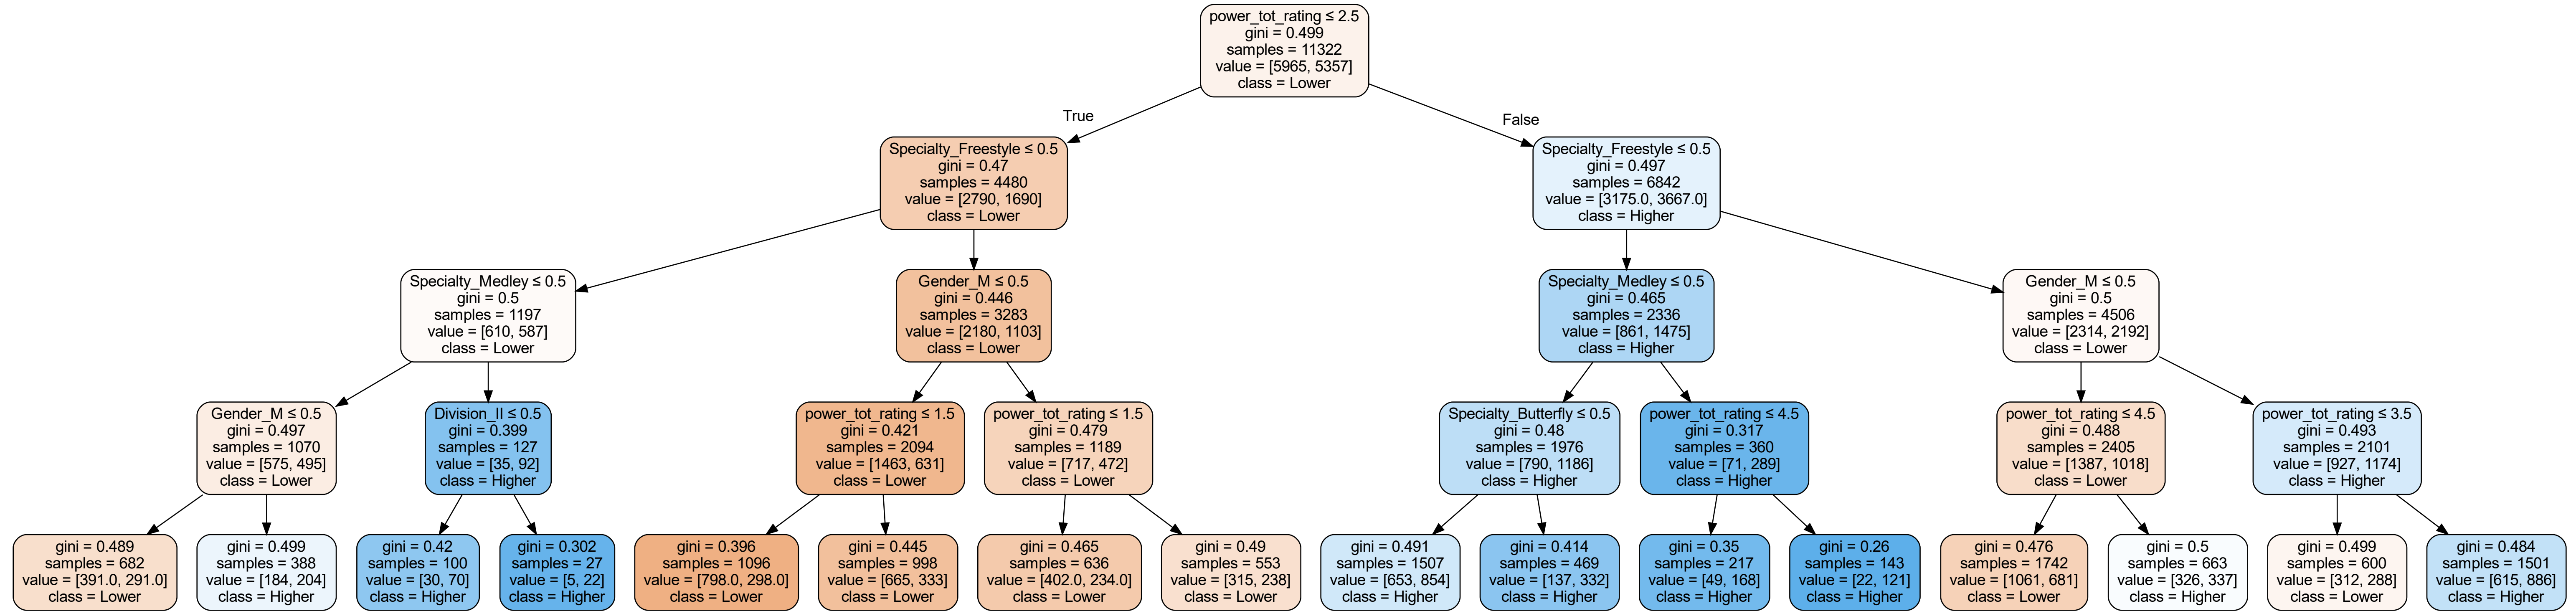 power_tot_rating ≤ 2.5
gini = 0.499
samples = 11322
value = [5965, 5357]
class = Lower
True
False
Specialty_Freestyle ≤ 0.5
gini = 0.47
samples = 4480
value = [2790, 1690]
class = Lower
Specialty_Freestyle ≤ 0.5
gini = 0.497
samples = 6842
value = [3175.0, 3667.0]
class = Higher
Specialty_Medley ≤ 0.5
gini = 0.5
samples = 1197
value = [610, 587]
class = Lower
Gender_M ≤ 0.5
gini = 0.446
samples = 3283
value = [2180, 1103]
class = Lower
Specialty_Medley ≤ 0.5
gini = 0.465
samples = 2336
value = [861, 1475]
class = Higher
Gender_M ≤ 0.5
gini = 0.5
samples = 4506
value = [2314, 2192]
class = Lower
Gender_M ≤ 0.5
gini = 0.497
samples = 1070
value = [575, 495]
class = Lower
Division_II ≤ 0.5
gini = 0.399
samples = 127
value = [35, 92]
class = Higher
power_tot_rating ≤ 1.5
gini = 0.421
samples = 2094
value = [1463, 631]
class = Lower
power_tot_rating ≤ 1.5
gini = 0.479
samples = 1189
value = [717, 472]
class = Lower
Specialty_Butterfly ≤ 0.5
gini = 0.48
samples = 1976
value = [790, 1186]
class = Higher
power_tot_rating ≤ 4.5
gini = 0.317
samples = 360
value = [71, 289]
class = Higher
power_tot_rating ≤ 4.5
gini = 0.488
samples = 2405
value = [1387, 1018]
class = Lower
power_tot_rating ≤ 3.5
gini = 0.493
samples = 2101
value = [927, 1174]
class = Higher
gini = 0.489
samples = 682
value = [391.0, 291.0]
class = Lower
gini = 0.499
samples = 388
value = [184, 204]
class = Higher
gini = 0.42
samples = 100
value = [30, 70]
class = Higher
gini = 0.302
samples = 27
value = [5, 22]
class = Higher
gini = 0.396
samples = 1096
value = [798.0, 298.0]
class = Lower
gini = 0.445
samples = 998
value = [665, 333]
class = Lower
gini = 0.465
samples = 636
value = [402.0, 234.0]
class = Lower
gini = 0.49
samples = 553
value = [315, 238]
class = Lower
gini = 0.491
samples = 1507
value = [653, 854]
class = Higher
gini = 0.414
samples = 469
value = [137, 332]
class = Higher
gini = 0.35
samples = 217
value = [49, 168]
class = Higher
gini = 0.26
samples = 143
value = [22, 121]
class = Higher
gini = 0.476
samples = 1742
value = [1061, 681]
class = Lower
gini = 0.5
samples = 663
value = [326, 337]
class = Higher
gini = 0.499
samples = 600
value = [312, 288]
class = Lower
gini = 0.484
samples = 1501
value = [615, 886]
class = Higher